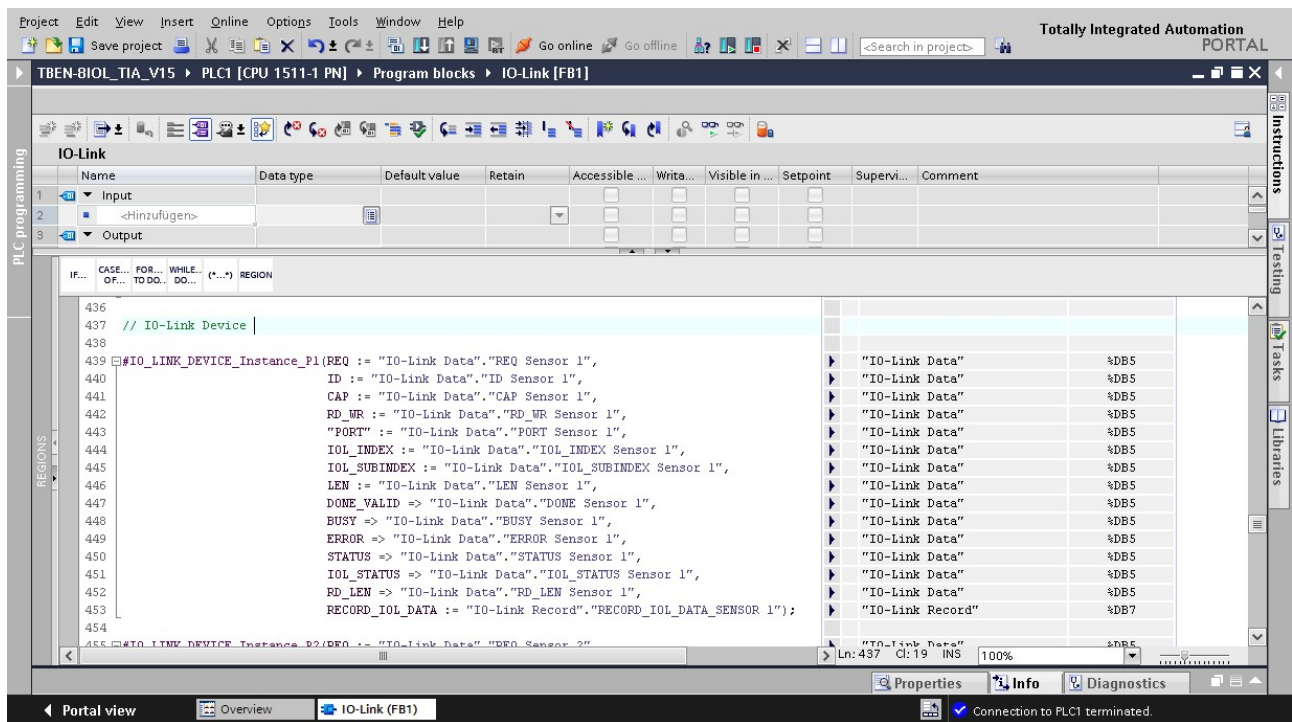 Project Edit View Insert Online Options Tools Window Help
Totally Integrated Automation
PORTAL
Save project Go online Go offline <Search in project>
TBEN-8IOL_TIA_V15 ▸ PLC1 [CPU 1511-1 PN] ▸ Program blocks ▸ IO-Link [FB1]
IO-Link
Name Data type Default value Retain Accessible ... Writa... Visible in ... Setpoint Supervi... Comment
1 Input
2 <Hinzufügen>
3 Output
IF... CASE... OF... FOR... TO DO.. WHILE.. DO... (*...*) REGION
436
437 // IO-Link Device
438
439 #IO_LINK_DEVICE_Instance_P1(REQ := "IO-Link Data"."REQ Sensor 1", "IO-Link Data" %DB5
440 ID := "IO-Link Data"."ID Sensor 1", "IO-Link Data" %DB5
441 CAP := "IO-Link Data"."CAP Sensor 1", "IO-Link Data" %DB5
442 RD_WR := "IO-Link Data"."RD_WR Sensor 1", "IO-Link Data" %DB5
443 "PORT" := "IO-Link Data"."PORT Sensor 1", "IO-Link Data" %DB5
444 IOL_INDEX := "IO-Link Data"."IOL_INDEX Sensor 1", "IO-Link Data" %DB5
445 IOL_SUBINDEX := "IO-Link Data"."IOL_SUBINDEX Sensor 1", "IO-Link Data" %DB5
446 LEN := "IO-Link Data"."LEN Sensor 1", "IO-Link Data" %DB5
447 DONE_VALID => "IO-Link Data"."DONE Sensor 1", "IO-Link Data" %DB5
448 BUSY => "IO-Link Data"."BUSY Sensor 1", "IO-Link Data" %DB5
449 ERROR => "IO-Link Data"."ERROR Sensor 1", "IO-Link Data" %DB5
450 STATUS => "IO-Link Data"."STATUS Sensor 1", "IO-Link Data" %DB5
451 IOL_STATUS => "IO-Link Data"."IOL_STATUS Sensor 1", "IO-Link Data" %DB5
452 RD_LEN => "IO-Link Data"."RD_LEN Sensor 1", "IO-Link Data" %DB5
453 RECORD_IOL_DATA := "IO-Link Record"."RECORD_IOL_DATA_SENSOR 1"); "IO-Link Record" %DB7
454
455 #IO_LINK_DEVICE_Instance_P2(REQ := "IO-Link Data"."REQ Sensor 2", "IO-Link Data" %DB5
Ln: 437 Cl: 19 INS 100%
Properties Info Diagnostics
Portal view Overview IO-Link (FB1) Connection to PLC1 terminated.
PLC programming
REGIONS
Instructions
Testing
Tasks
Libraries